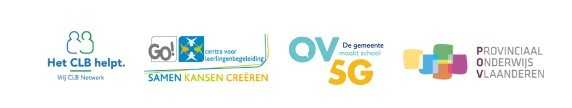 Het CLB helpt.
Vrij CLB Netwerk
GO!
centra voor
leerlingenbegeleiding
SAMEN KANSEN CREËREN
OV
SG
De gemeente
maakt school
PROVINCIAAL
ONDERWIJS
VLAANDEREN